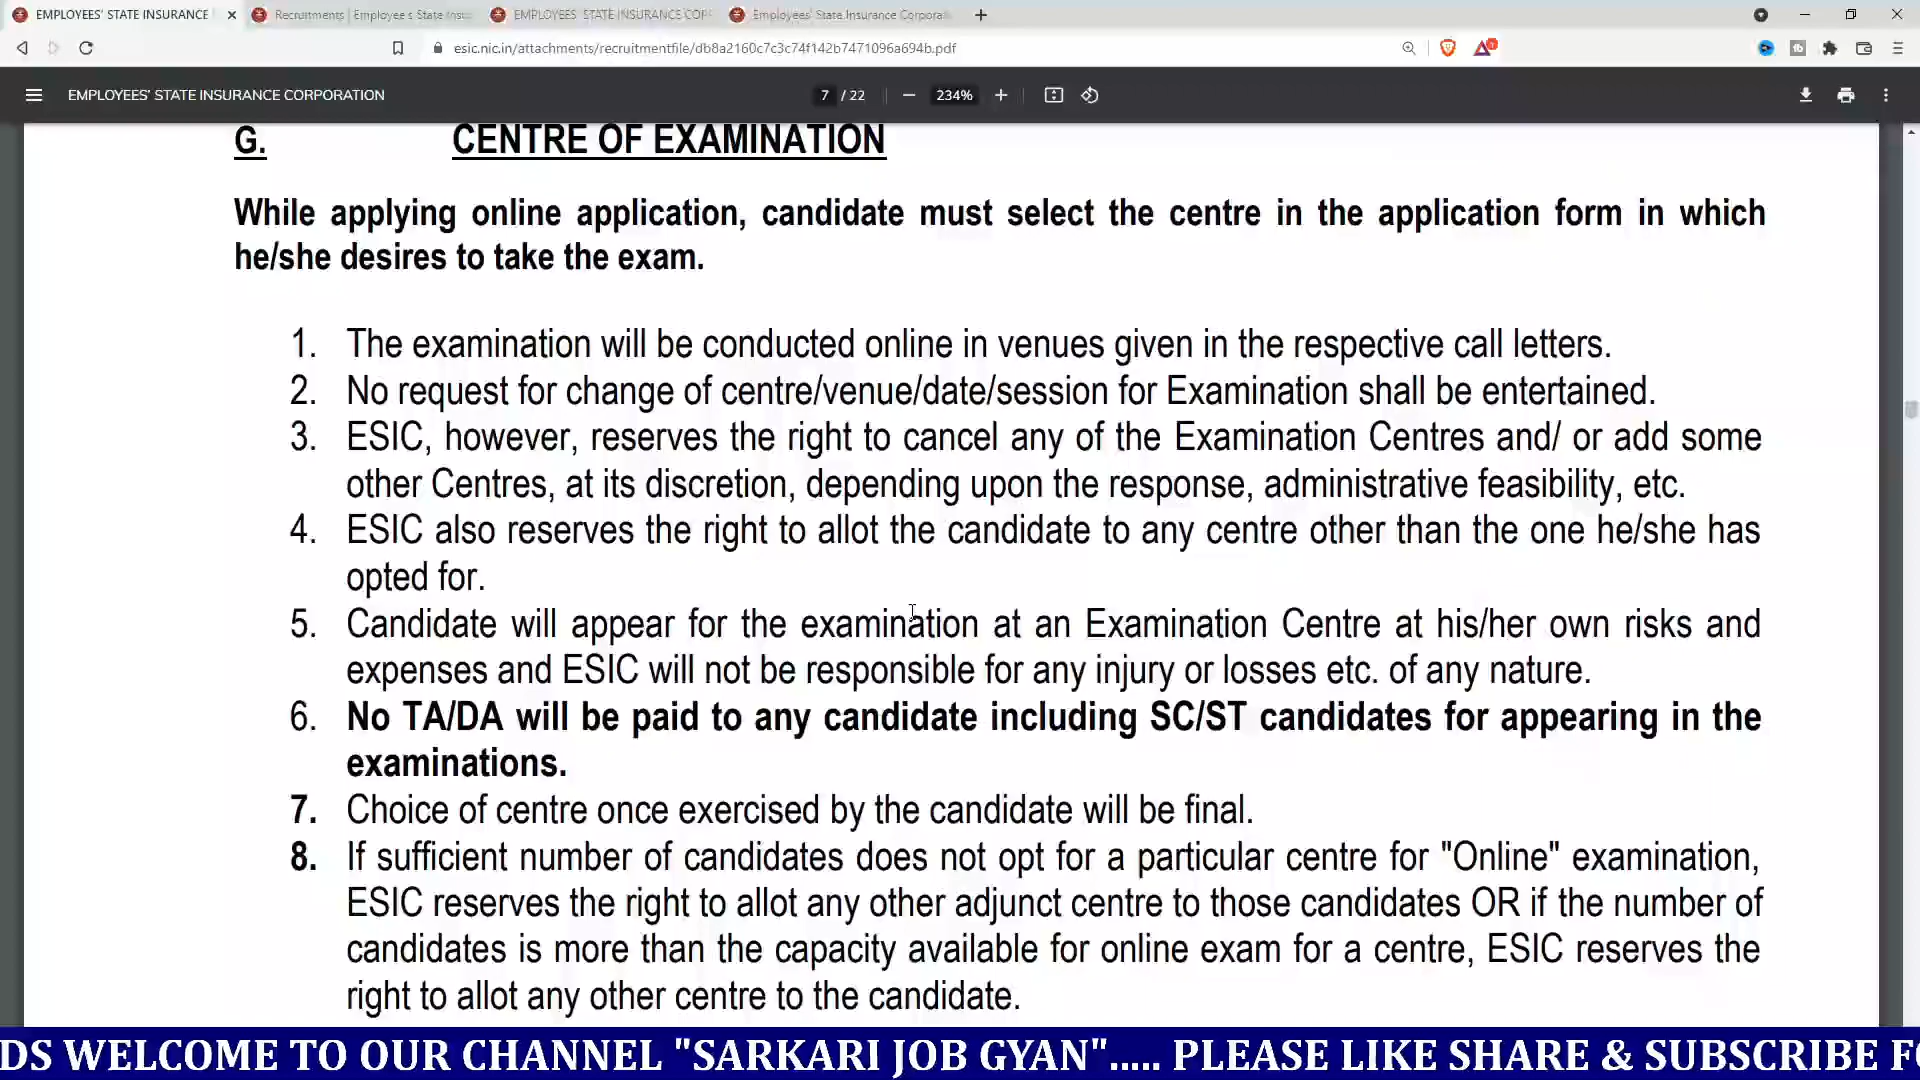 EMPLOYEES' STATE INSURANCE
Recruitments | Employee's State Insu
EMPLOYEES' STATE INSURANCE COR
Employees' State Insurance Corporat
esic.nic.in/attachments/recruitmentfile/db8a2160c7c3c74f142b7471096a694b.pdf
EMPLOYEES' STATE INSURANCE CORPORATION
7 / 22
234%
G. CENTRE OF EXAMINATION
While applying online application, candidate must select the centre in the application form in which
he/she desires to take the exam.
1. The examination will be conducted online in venues given in the respective call letters.
2. No request for change of centre/venue/date/session for Examination shall be entertained.
3. ESIC, however, reserves the right to cancel any of the Examination Centres and/ or add some
other Centres, at its discretion, depending upon the response, administrative feasibility, etc.
4. ESIC also reserves the right to allot the candidate to any centre other than the one he/she has
opted for.
5. Candidate will appear for the examination at an Examination Centre at his/her own risks and
expenses and ESIC will not be responsible for any injury or losses etc. of any nature.
6. No TA/DA will be paid to any candidate including SC/ST candidates for appearing in the
examinations.
7. Choice of centre once exercised by the candidate will be final.
8. If sufficient number of candidates does not opt for a particular centre for "Online" examination,
ESIC reserves the right to allot any other adjunct centre to those candidates OR if the number of
candidates is more than the capacity available for online exam for a centre, ESIC reserves the
right to allot any other centre to the candidate.
DS WELCOME TO OUR CHANNEL "SARKARI JOB GYAN"..... PLEASE LIKE SHARE & SUBSCRIBE FO